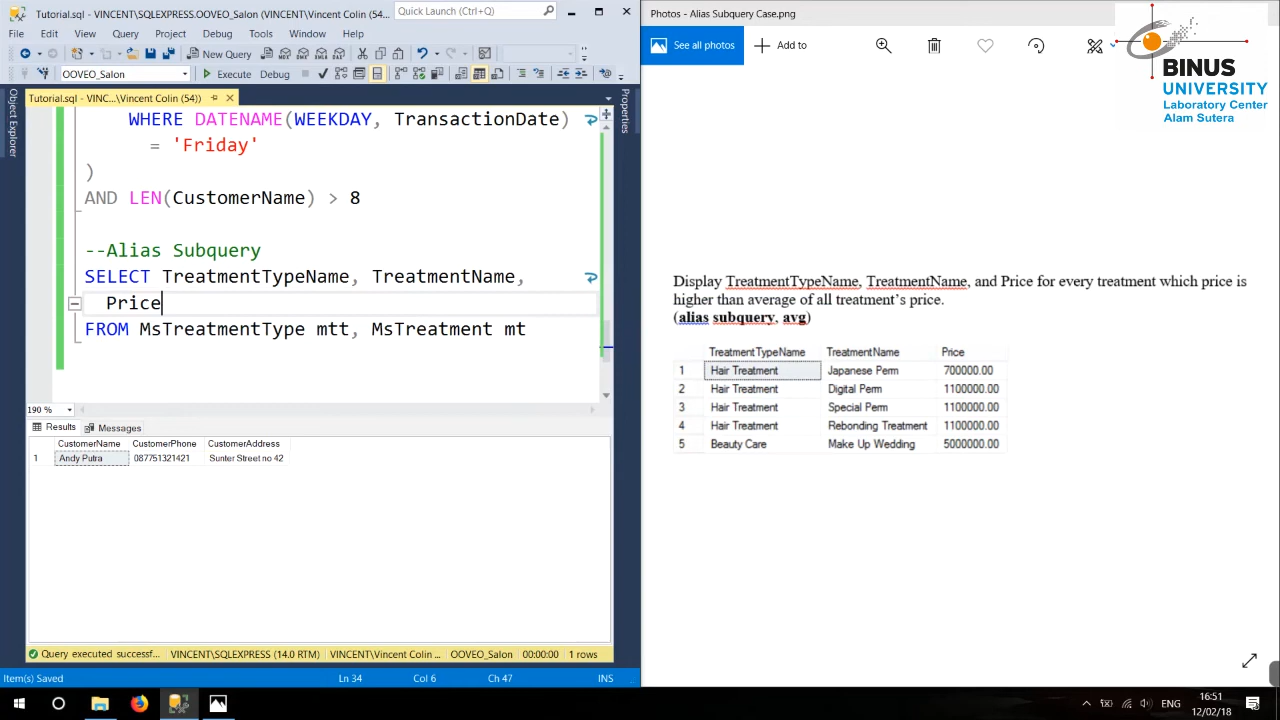 VINCENT\SQLEXPRESS.OOVEO_Salon (VINCENT\Vincent Colin (54...
Quick Launch (Ctrl+Q)
File Edit View Query Project Debug Tools Window Help
New Query
OOVEO_Salon Execute Debug
Tutorial.sql - VINC...\Vincent Colin (54))
Object Explorer
Properties
WHERE DATENAME(WEEKDAY, TransactionDate)
= 'Friday'
)
AND LEN(CustomerName) > 8
--Alias Subquery
SELECT TreatmentTypeName, TreatmentName,
Price
FROM MsTreatmentType mtt, MsTreatment mt
190 %
Results Messages
CustomerName CustomerPhone CustomerAddress
1 Andy Putra 087751321421 Sunter Street no 42
Query executed successf... VINCENT\SQLEXPRESS (14.0 RTM) VINCENT\Vincent Colin ... OOVEO_Salon 00:00:00 1 rows
Item(s) Saved Ln 34 Col 6 Ch 47 INS
Photos - Alias Subquery Case.png
See all photos Add to
BINUS
UNIVERSITY
Laboratory Center
Alam Sutera
Display TreatmentTypeName, TreatmentName, and Price for every treatment which price is
higher than average of all treatment's price.
(alias subquery, avg)
TreatmentTypeName TreatmentName Price
1 Hair Treatment Japanese Perm 700000.00
2 Hair Treatment Digital Perm 1100000.00
3 Hair Treatment Special Perm 1100000.00
4 Hair Treatment Rebonding Treatment 1100000.00
5 Beauty Care Make Up Wedding 5000000.00
ENG
16:51
12/02/18